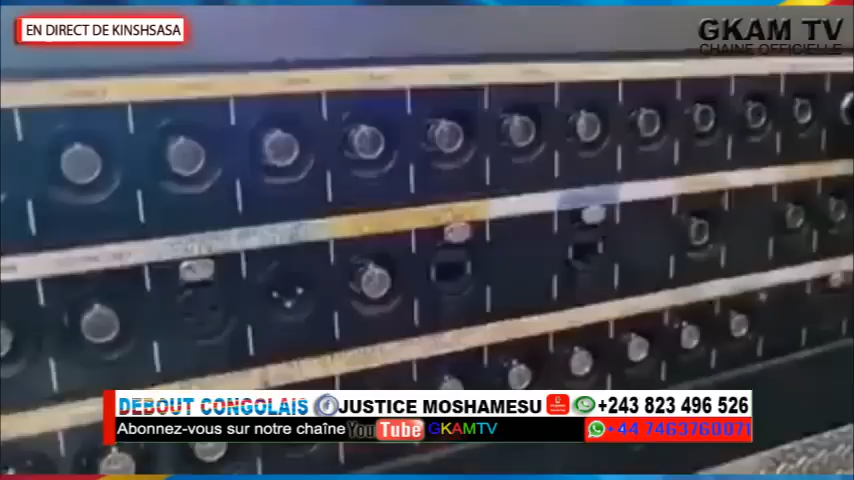 EN DIRECT DE KINSHSASA
GKAM TV
CHAINE OFFICIELLE
DEBOUT CONGOLAIS JUSTICE MOSHAMESU +243 823 496 526
Abonnez-vous sur notre chaîne YouTube GKAMTV +44 7463760071